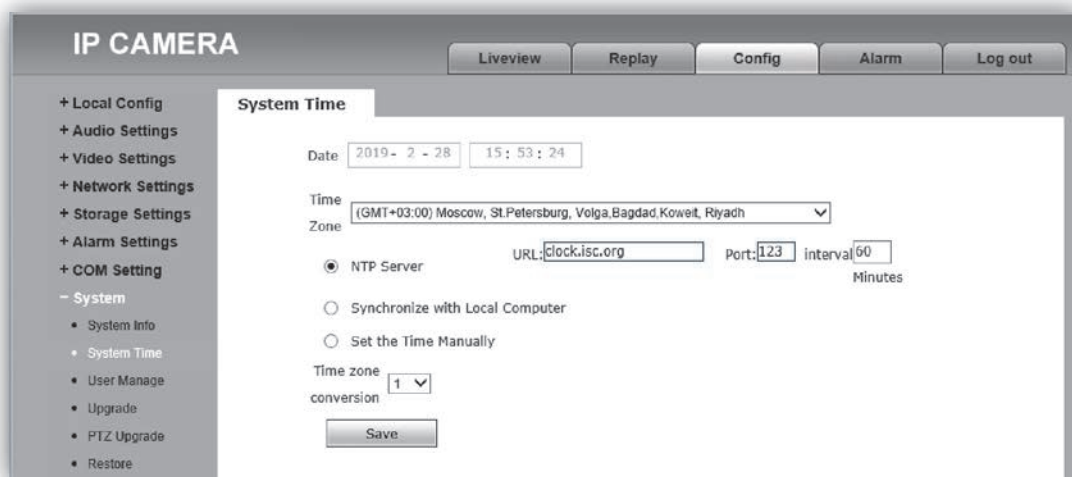 IP CAMERA
Liveview Replay Config Alarm Log out
+ Local Config
+ Audio Settings
+ Video Settings
+ Network Settings
+ Storage Settings
+ Alarm Settings
+ COM Setting
− System
• System Info
• System Time
• User Manage
• Upgrade
• PTZ Upgrade
• Restore
System Time
Date 2019- 2 - 28 15: 53: 24
Time Zone (GMT+03:00) Moscow, St.Petersburg, Volga,Bagdad,Koweit, Riyadh
NTP Server URL: clock.isc.org Port: 123 interval 60 Minutes
Synchronize with Local Computer
Set the Time Manually
Time zone conversion 1
Save